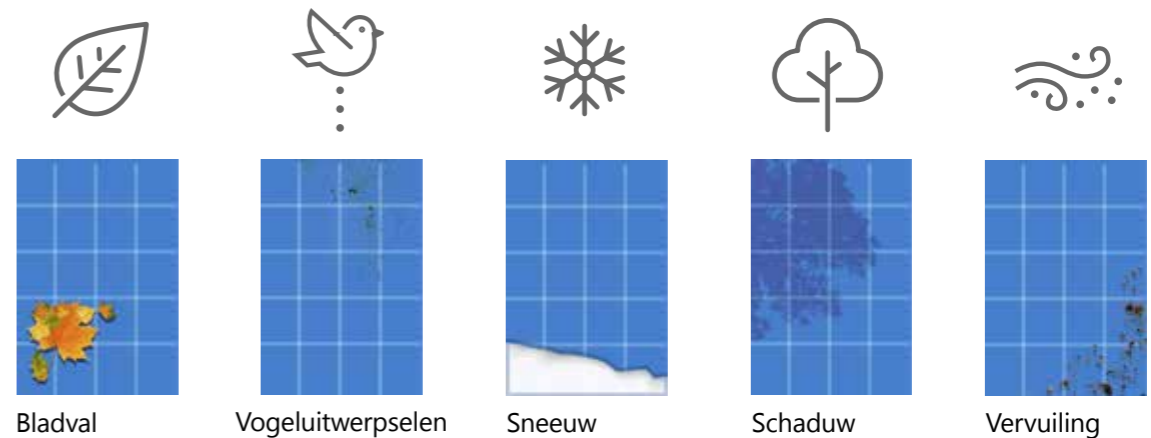 Bladval
Vogeluitwerpselen
Sneeuw
Schaduw
Vervuiling